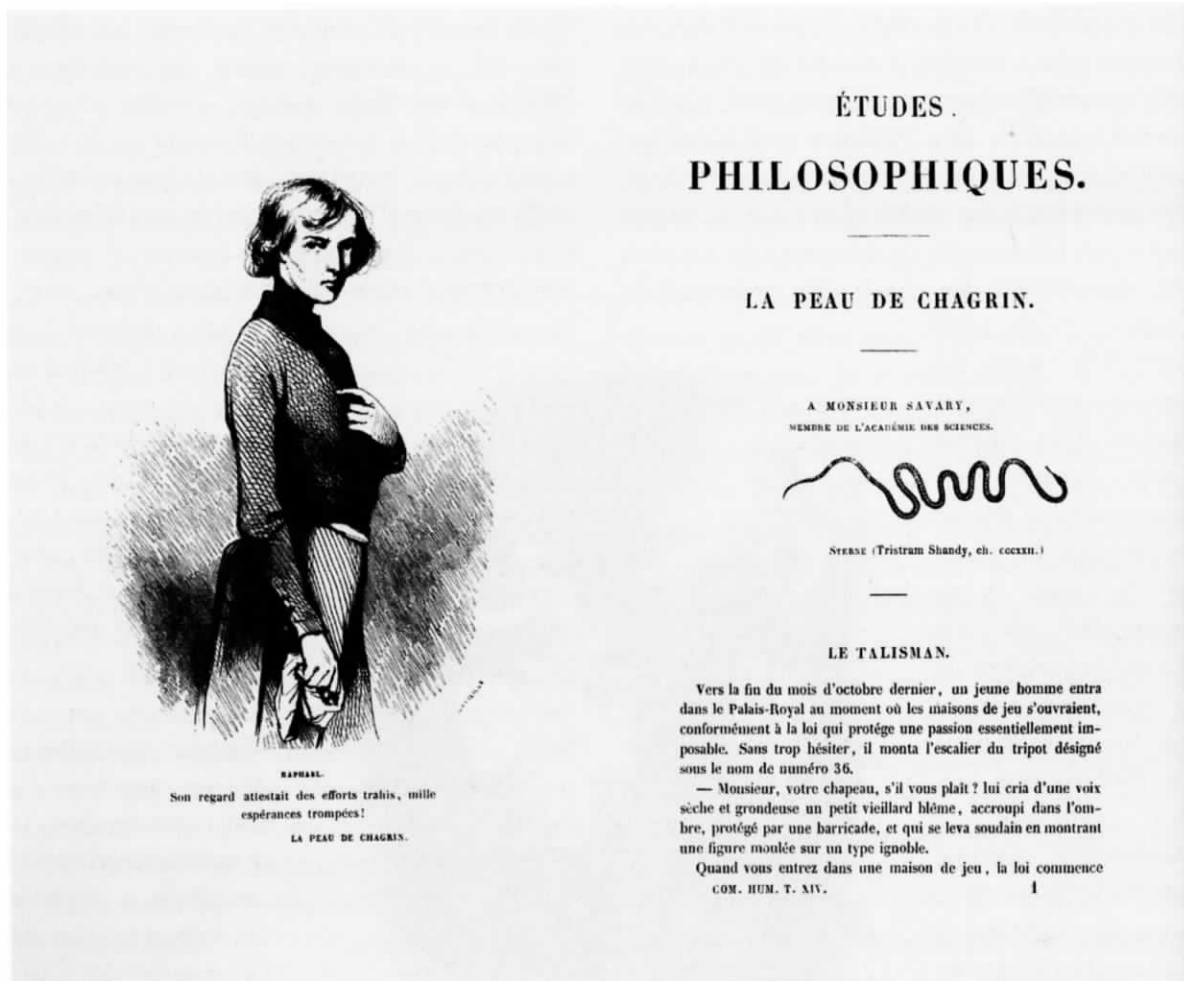 RAPHAEL.
Son regard attestait des efforts trahis, mille
espérances trompées!
LA PEAU DE CHAGRIN.
ÉTUDES
PHILOSOPHIQUES.
LA PEAU DE CHAGRIN.
A MONSIEUR SAVARY,
MEMBRE DE L'ACADÉMIE DES SCIENCES.
STERNE (Tristram Shandy, ch. CCCXXII.)
LE TALISMAN.
Vers la fin du mois d'octobre dernier, un jeune homme entra
dans le Palais-Royal au moment où les maisons de jeu s'ouvraient,
conformément à la loi qui protége une passion essentiellement im-
posable. Sans trop hésiter, il monta l'escalier du tripot désigné
sous le nom de numéro 36.
— Monsieur, votre chapeau, s'il vous plait? lui cria d'une voix
sèche et grondeuse un petit vieillard blême, accroupi dans l'om-
bre, protégé par une barricade, et qui se leva soudain en montrant
une figure moulée sur un type ignoble.
Quand vous entrez dans une maison de jeu, la loi commence
COM. HUM. T. XIV. 1